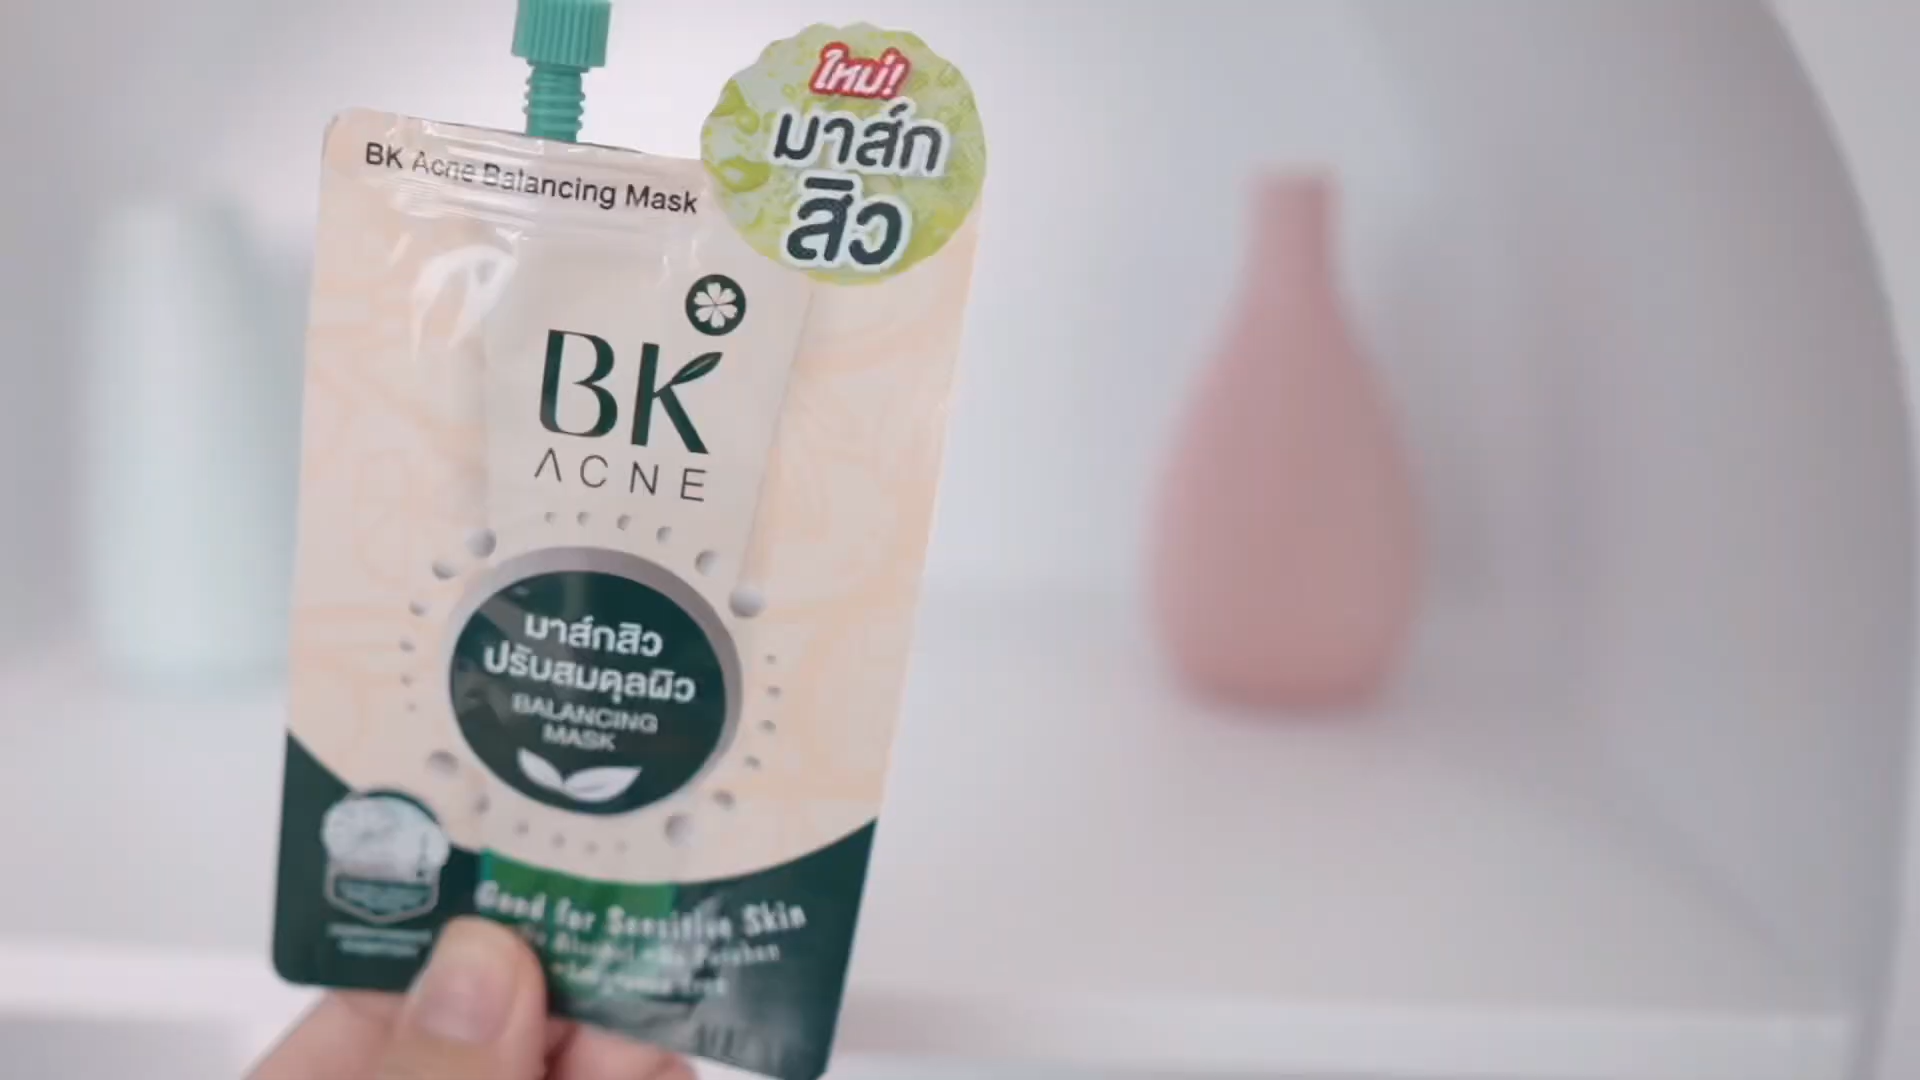 ใหม่!
มาส์ก
สิว
BK Acne Balancing Mask
BK
ACNE
มาส์กสิว
ปรับสมดุลผิว
BALANCING
MASK
Good for Sensitive Skin